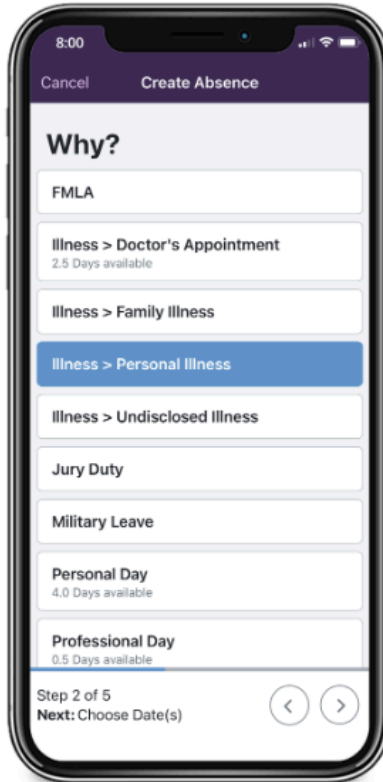 8:00
Cancel Create Absence
Why?
FMLA
Illness > Doctor's Appointment
2.5 Days available
Illness > Family Illness
Illness > Personal Illness
Illness > Undisclosed Illness
Jury Duty
Military Leave
Personal Day
4.0 Days available
Professional Day
0.5 Days available
Step 2 of 5
Next: Choose Date(s)